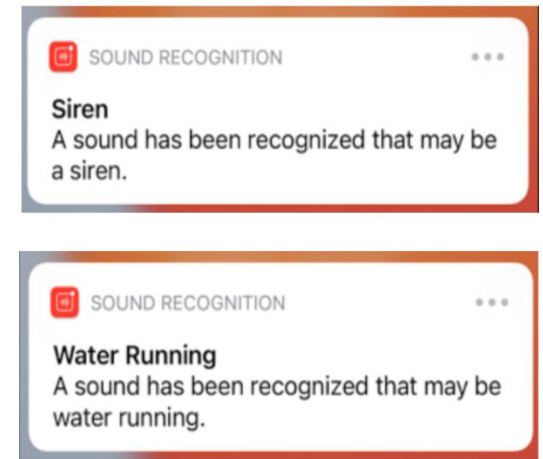 SOUND RECOGNITION
Siren
A sound has been recognized that may be
a siren.
SOUND RECOGNITION
Water Running
A sound has been recognized that may be
water running.